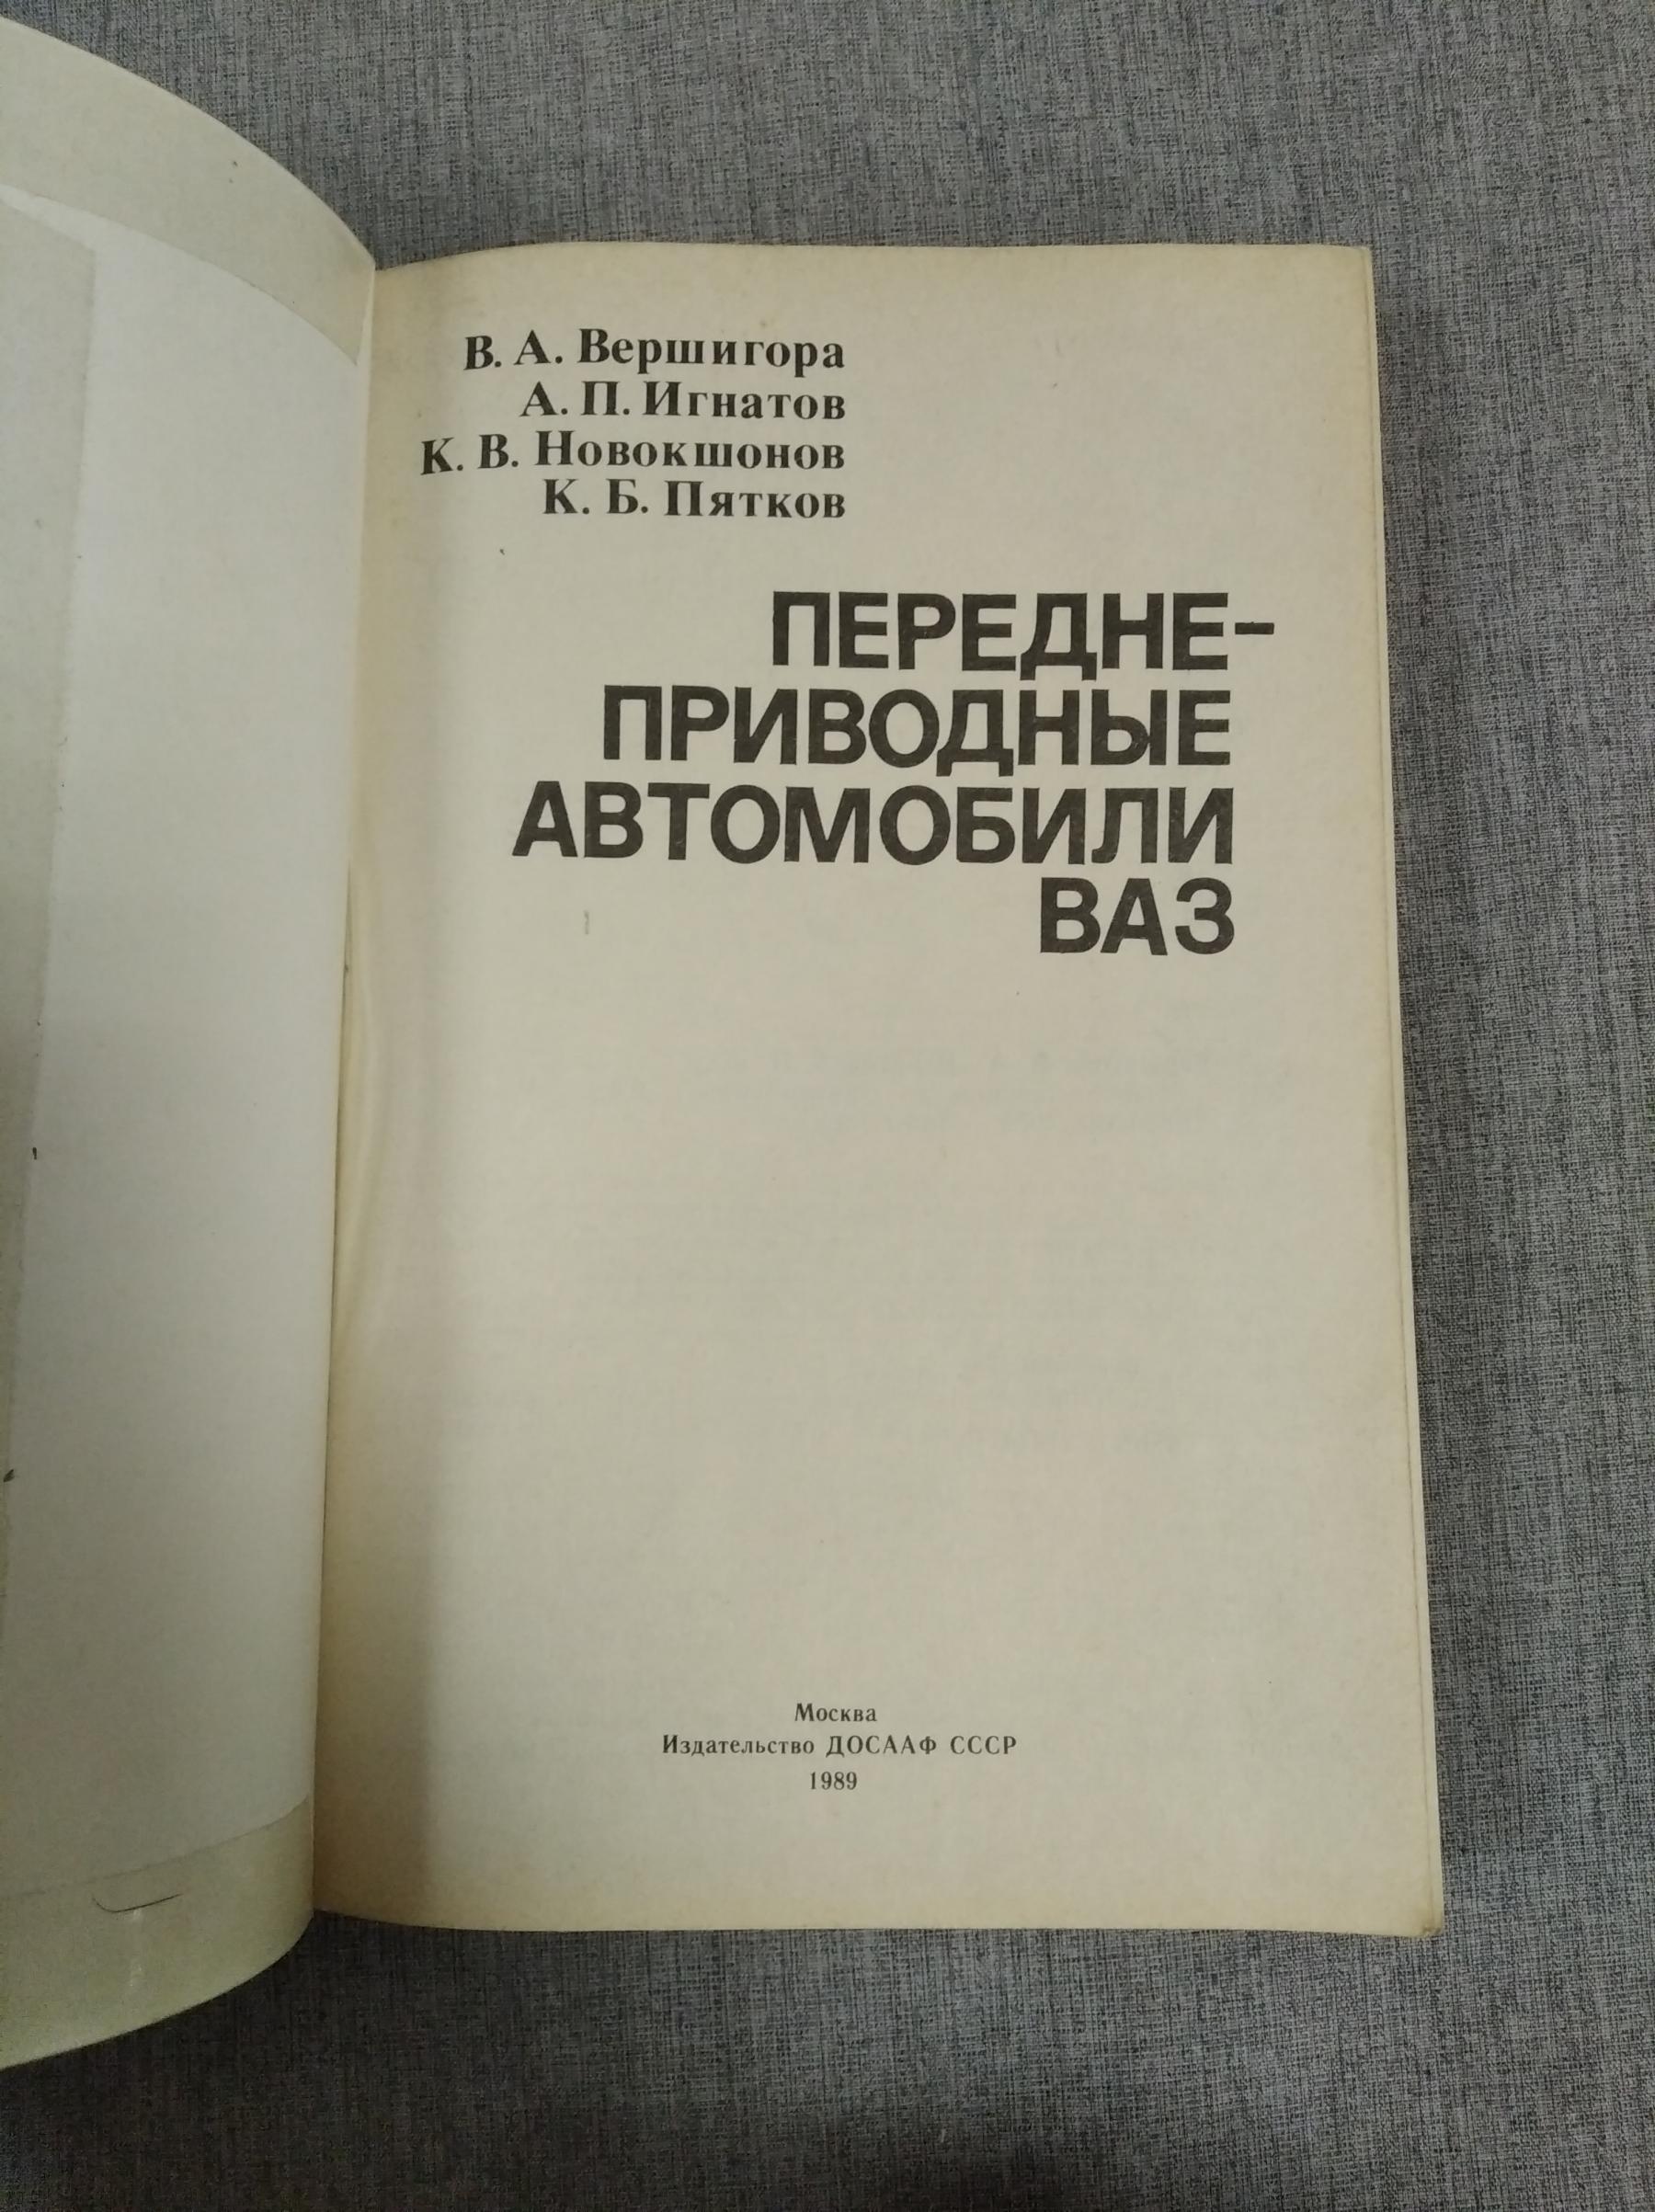 В. А. Вершигора
А. П. Игнатов
К. В. Новокшонов
К. Б. Пятков
ПЕРЕДНЕ-
ПРИВОДНЫЕ
АВТОМОБИЛИ
ВАЗ
Москва
Издательство ДОСААФ СССР
1989